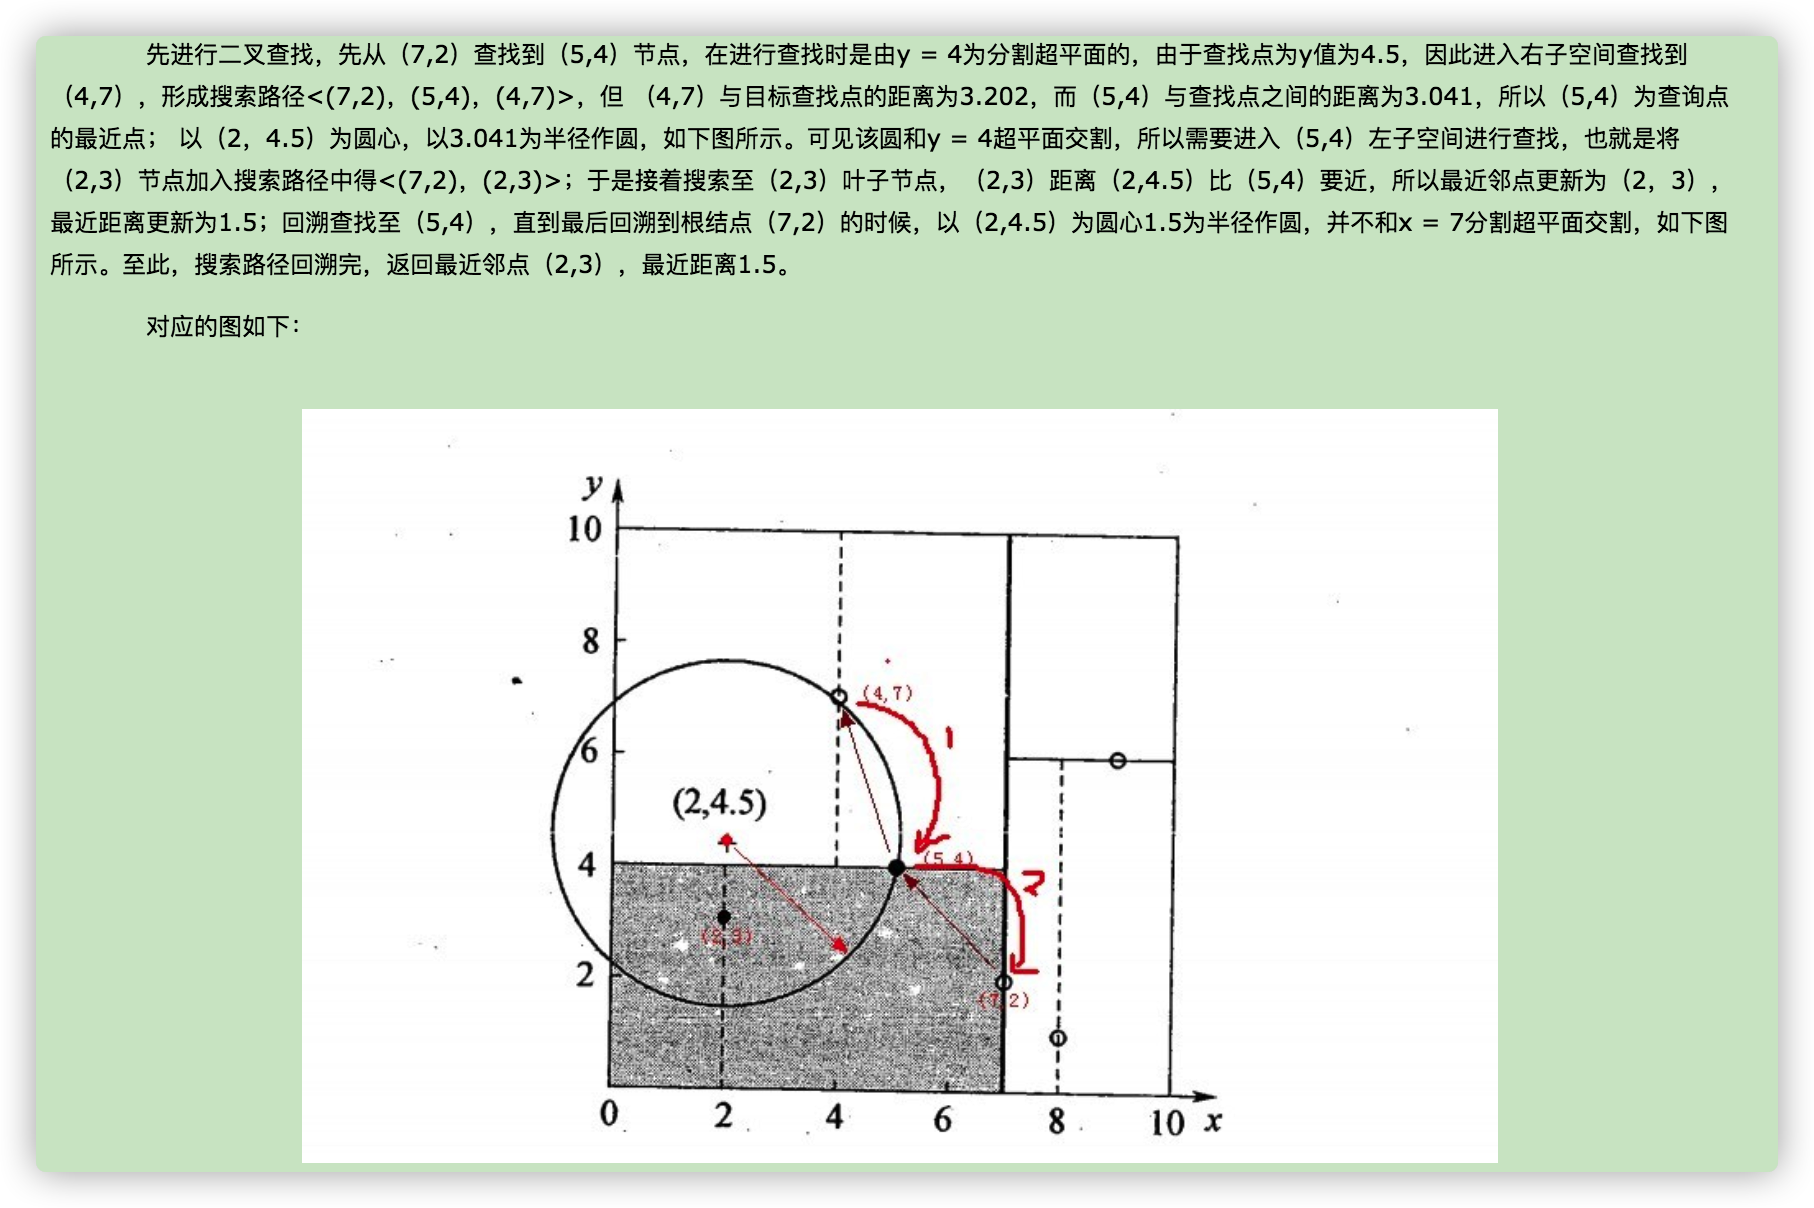 先进行二叉查找，先从（7,2）查找到（5,4）节点，在进行查找时是由y = 4为分割超平面的，由于查找点为y值为4.5，因此进入右子空间查找到
（4,7），形成搜索路径<(7,2)，(5,4)，(4,7)>，但 （4,7）与目标查找点的距离为3.202，而（5,4）与查找点之间的距离为3.041，所以（5,4）为查询点
的最近点； 以（2，4.5）为圆心，以3.041为半径作圆，如下图所示。可见该圆和y = 4超平面交割，所以需要进入（5,4）左子空间进行查找，也就是将
（2,3）节点加入搜索路径中得<(7,2)，(2,3)>；于是接着搜索至（2,3）叶子节点，（2,3）距离（2,4.5）比（5,4）要近，所以最近邻点更新为（2，3），
最近距离更新为1.5；回溯查找至（5,4），直到最后回溯到根结点（7,2）的时候，以（2,4.5）为圆心1.5为半径作圆，并不和x = 7分割超平面交割，如下图
所示。至此，搜索路径回溯完，返回最近邻点（2,3），最近距离1.5。
对应的图如下：
y
10
8
(4,7)
1
6
(2,4.5)
4
(5,4)
2
(2,3)
2
(7,2)
0
2
4
6
8
10
x